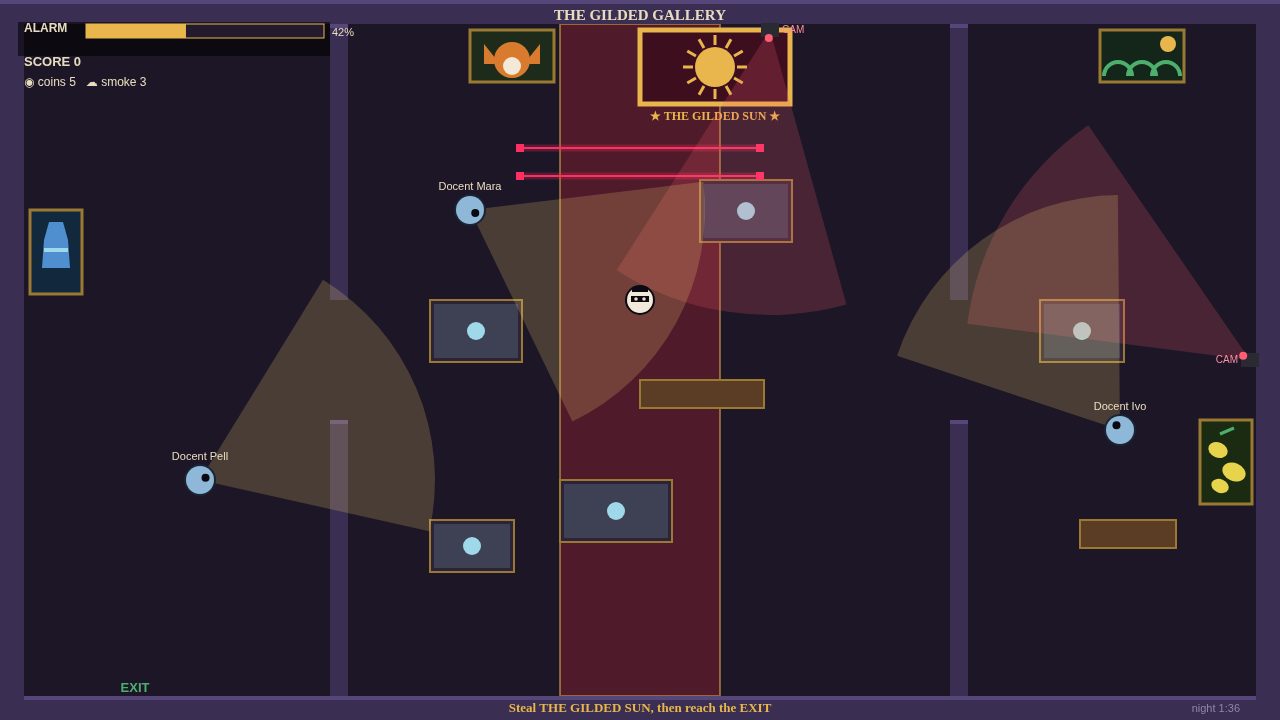 THE GILDED GALLERY
ALARM
42%
CAM
SCORE 0
◉ coins 5 ☁ smoke 3
★ THE GILDED SUN ★
Docent Mara
CAM
Docent Ivo
Docent Pell
EXIT
Steal THE GILDED SUN, then reach the EXIT
night 1:36